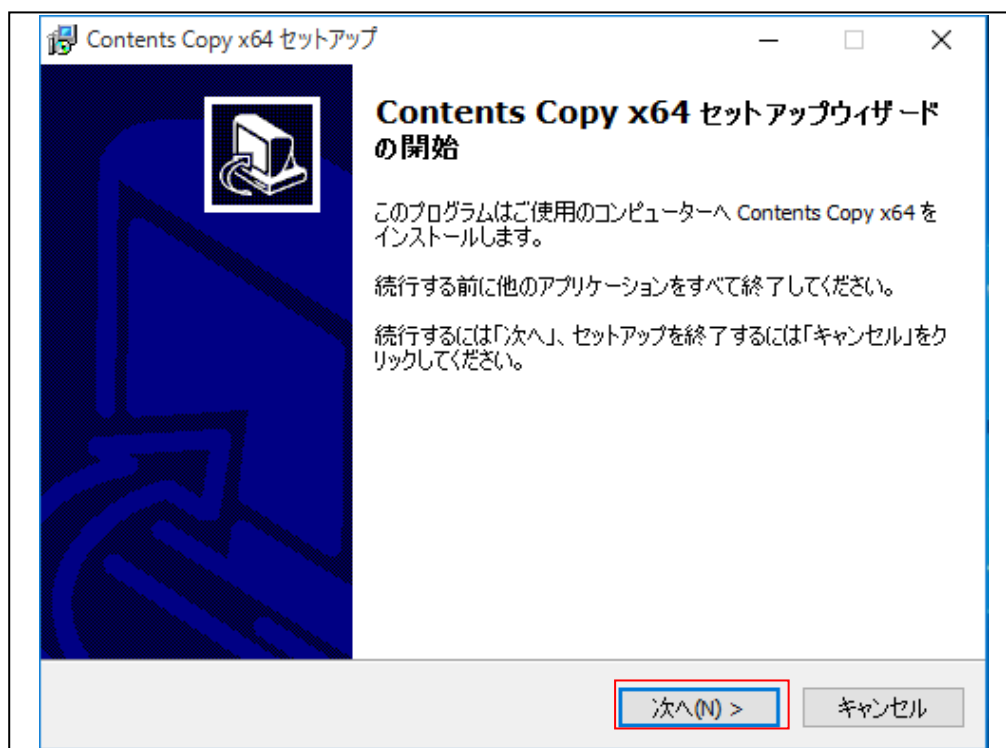 Contents Copy x64 セットアップ
Contents Copy x64 セットアップウィザード
の開始
このプログラムはご使用のコンピューターへ Contents Copy x64 を
インストールします。
続行する前に他のアプリケーションをすべて終了してください。
続行するには「次へ」、セットアップを終了するには「キャンセル」をク
リックしてください。
次へ(N) >
キャンセル